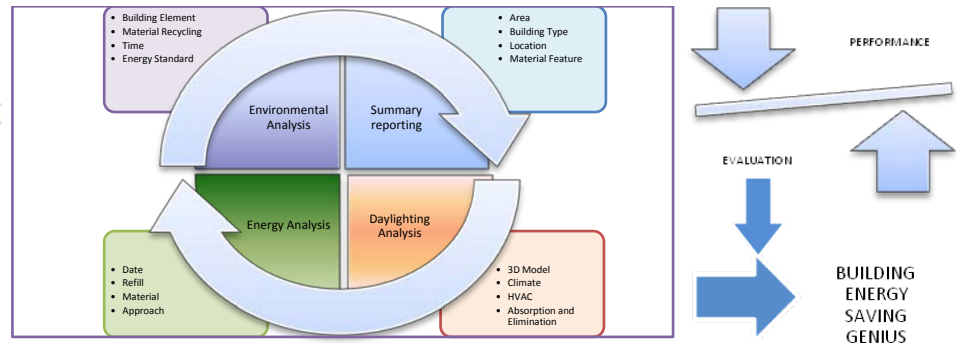 • Building Element
• Material Recycling
• Time
• Energy Standard
• Area
• Building Type
• Location
• Material Feature
Environmental
Analysis
Summary
reporting
Energy Analysis
Daylighting
Analysis
• Date
• Refill
• Material
• Approach
• 3D Model
• Climate
• HVAC
• Absorption and
Elimination
PERFORMANCE
EVALUATION
BUILDING
ENERGY
SAVING
GENIUS